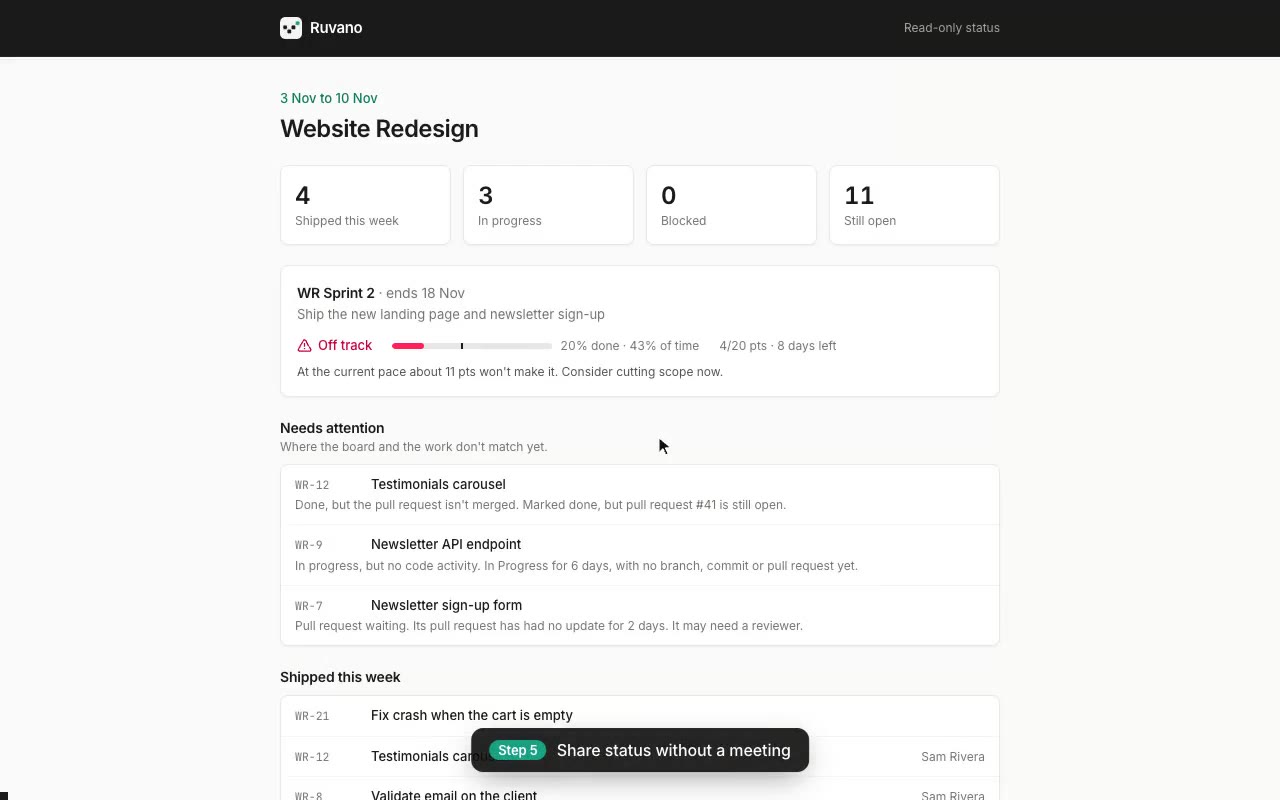 Ruvano
Read-only status
3 Nov to 10 Nov
Website Redesign
4
Shipped this week
3
In progress
0
Blocked
11
Still open
WR Sprint 2 · ends 18 Nov
Ship the new landing page and newsletter sign-up
Off track
20% done · 43% of time
4/20 pts · 8 days left
At the current pace about 11 pts won't make it. Consider cutting scope now.
Needs attention
Where the board and the work don't match yet.
WR-12 Testimonials carousel
Done, but the pull request isn't merged. Marked done, but pull request #41 is still open.
WR-9 Newsletter API endpoint
In progress, but no code activity. In Progress for 6 days, with no branch, commit or pull request yet.
WR-7 Newsletter sign-up form
Pull request waiting. Its pull request has had no update for 2 days. It may need a reviewer.
Shipped this week
WR-21 Fix crash when the cart is empty
WR-12 Testimonials Sam Rivera
Step 5 Share status without a meeting
WR-8 Validate email on the client Sam Rivera